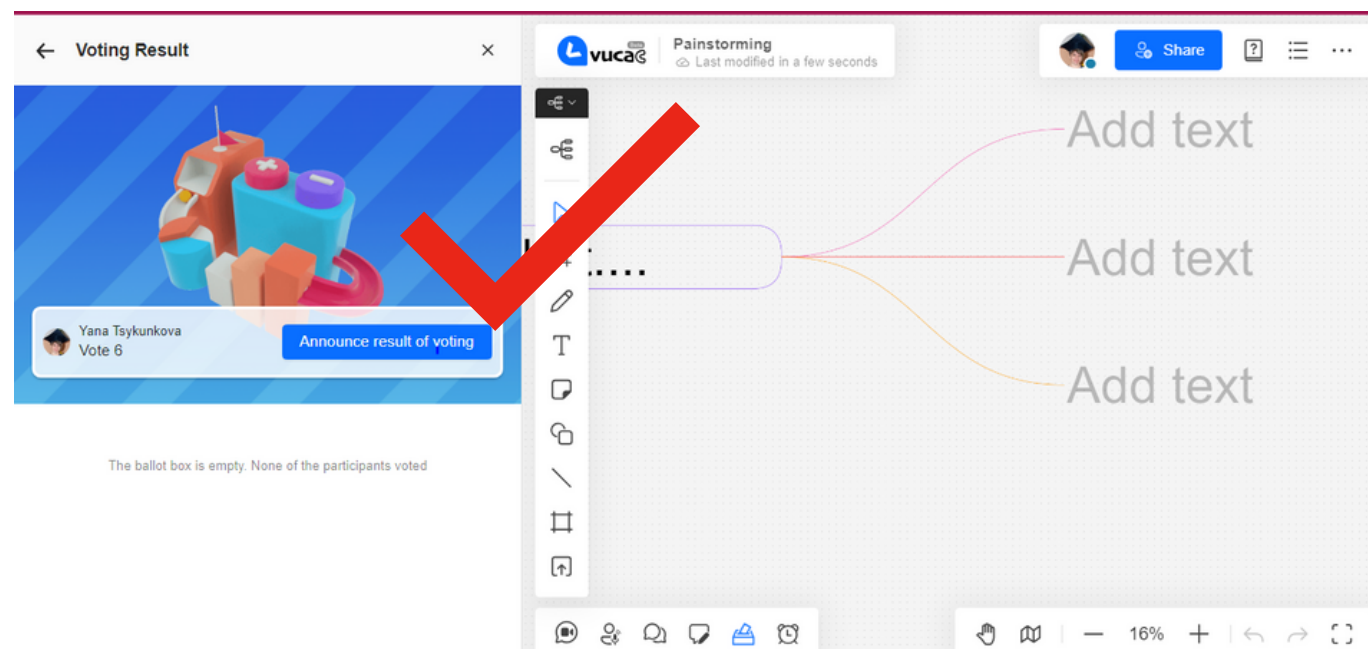 Voting Result
Yana Tsykunkova
Vote 6
Announce result of voting
The ballot box is empty. None of the participants voted
vuca
Painstorming
Last modified in a few seconds
Share
.....
Add text
Add text
Add text
16%